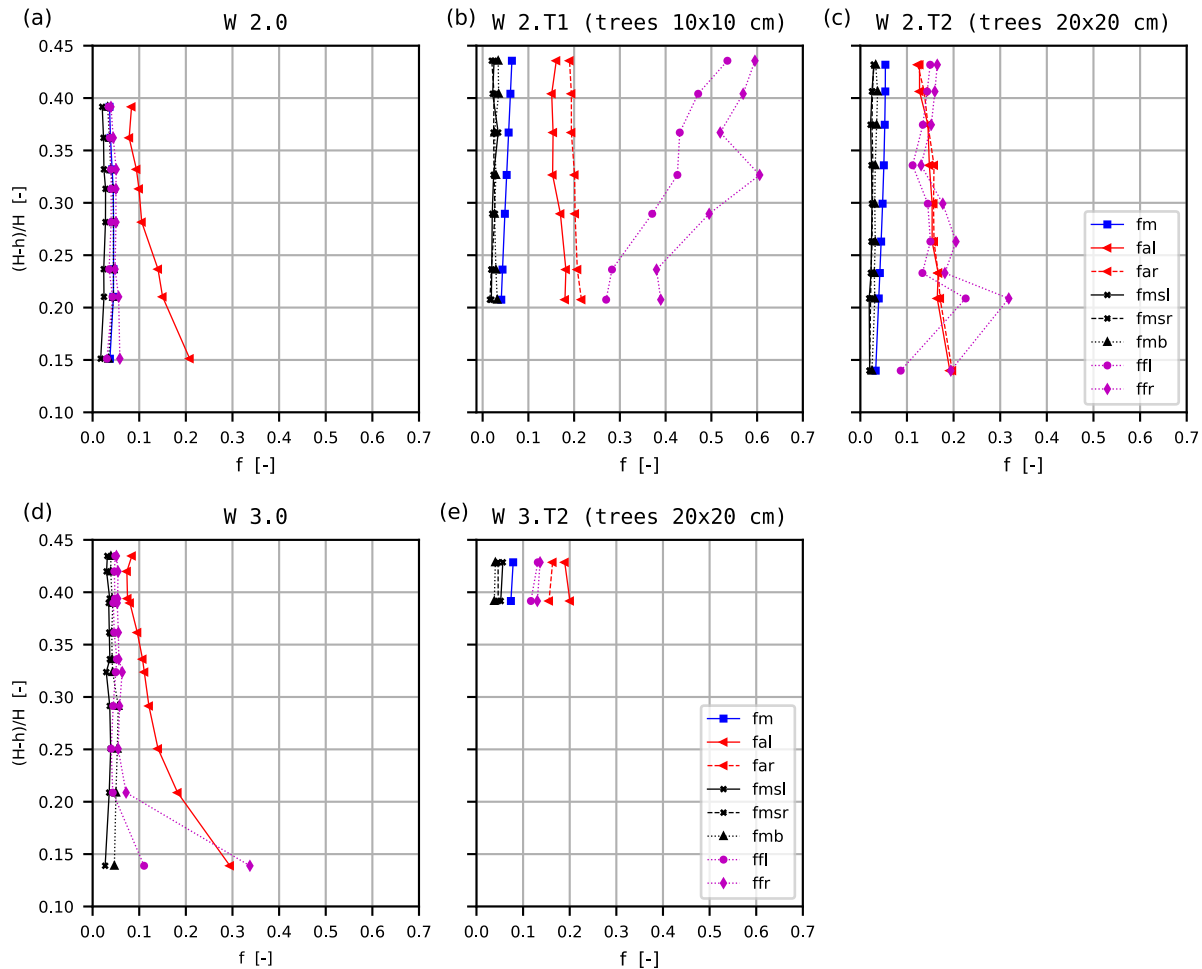 (a) W 2.0
(b) W 2.T1 (trees 10x10 cm)
(c) W 2.T2 (trees 20x20 cm)
(H-h)/H [-]
0.45
0.40
0.35
0.30
0.25
0.20
0.15
0.10
0.0 0.1 0.2 0.3 0.4 0.5 0.6 0.7
f [-]
0.0 0.1 0.2 0.3 0.4 0.5 0.6 0.7
f [-]
fm
fal
far
fmsl
fmsr
fmb
ffl
ffr
0.0 0.1 0.2 0.3 0.4 0.5 0.6 0.7
f [-]
(d) W 3.0
(e) W 3.T2 (trees 20x20 cm)
(H-h)/H [-]
0.45
0.40
0.35
0.30
0.25
0.20
0.15
0.10
0.0 0.1 0.2 0.3 0.4 0.5 0.6 0.7
f [-]
fm
fal
far
fmsl
fmsr
fmb
ffl
ffr
0.0 0.1 0.2 0.3 0.4 0.5 0.6 0.7
f [-]